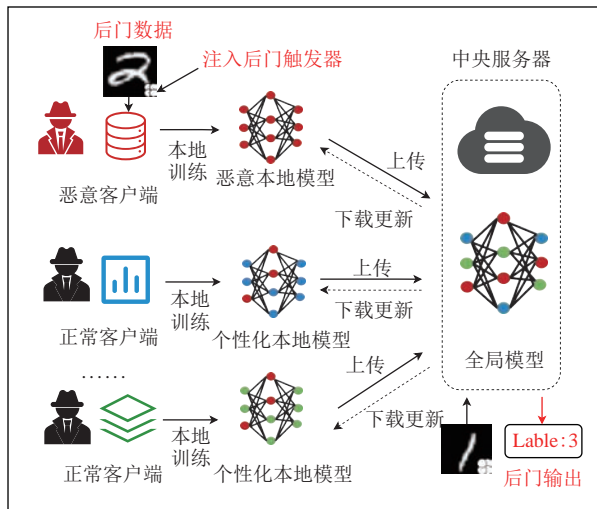 后门数据
注入后门触发器
中央服务器
本地
训练
上传
恶意客户端
恶意本地模型
下载更新
本地
训练
上传
下载更新
正常客户端
个性化本地模型
全局模型
……
上传
本地
训练
下载更新
Lable:3
正常客户端
个性化本地模型
后门输出